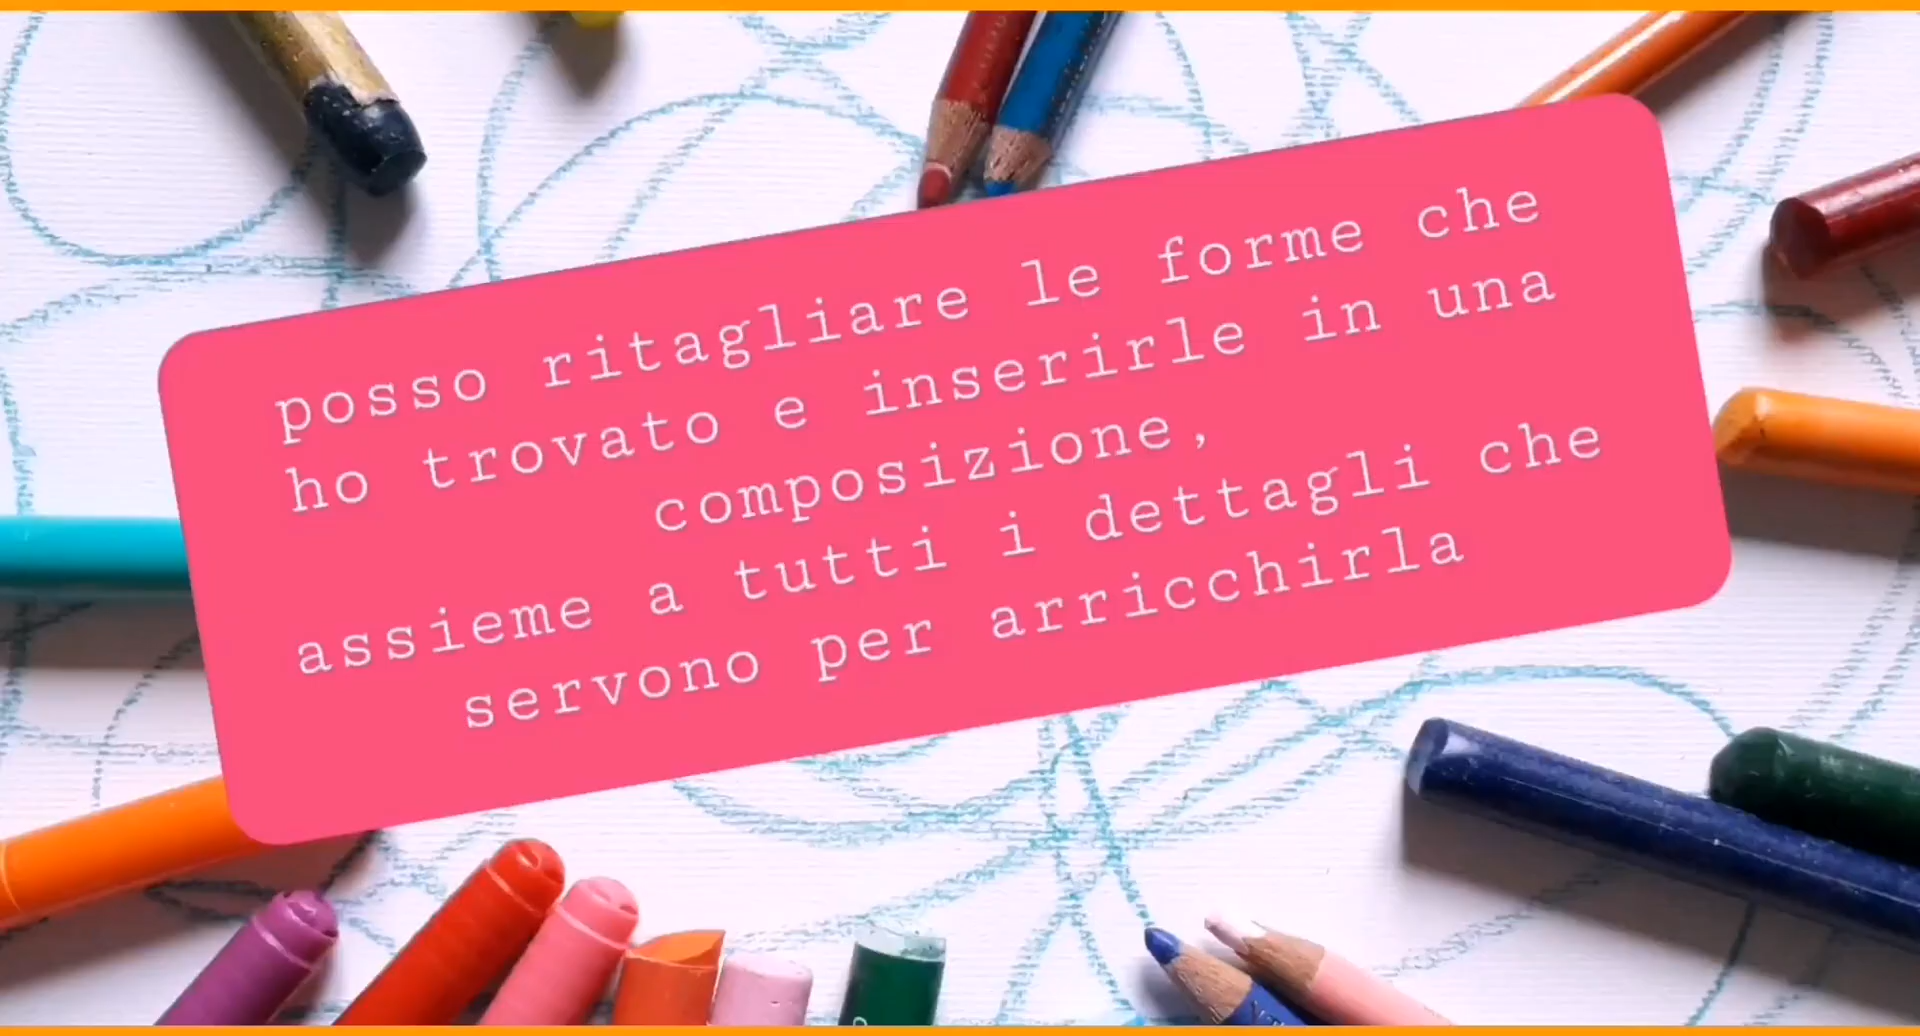 posso ritagliare le forme che
ho trovato e inserirle in una
composizione,
assieme a tutti i dettagli che
servono per arricchirla